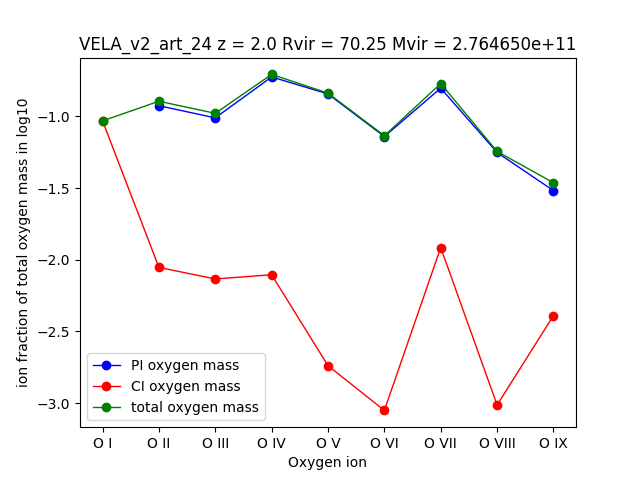 VELA_v2_art_24 z = 2.0 Rvir = 70.25 Mvir = 2.764650e+11
ion fraction of total oxygen mass in log10
−1.0
−1.5
−2.0
−2.5
−3.0
PI oxygen mass
CI oxygen mass
total oxygen mass
O I O II O III O IV O V O VI O VII O VIII O IX
Oxygen ion